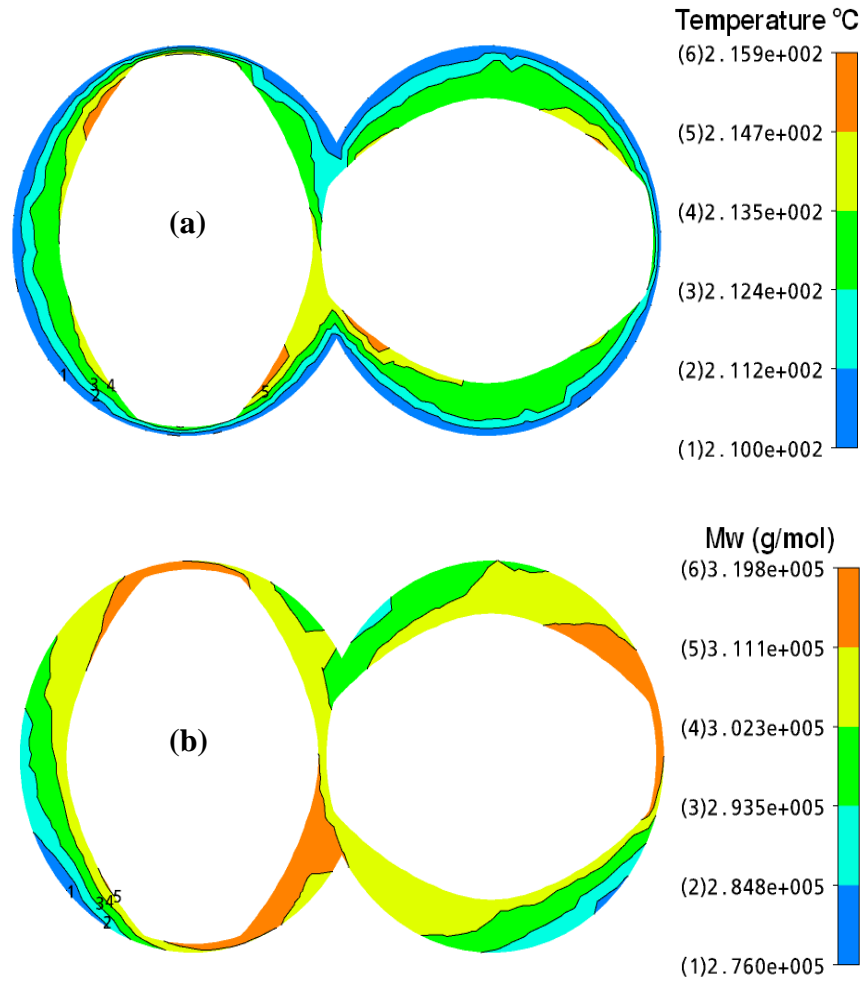 Temperature °C
(6)2.159e+002
(5)2.147e+002
(4)2.135e+002
(3)2.124e+002
(2)2.112e+002
(1)2.100e+002
(a)
1
3 4
2
5
Mw (g/mol)
(6)3.198e+005
(5)3.111e+005
(4)3.023e+005
(3)2.935e+005
(2)2.848e+005
(1)2.760e+005
(b)
1
345
2